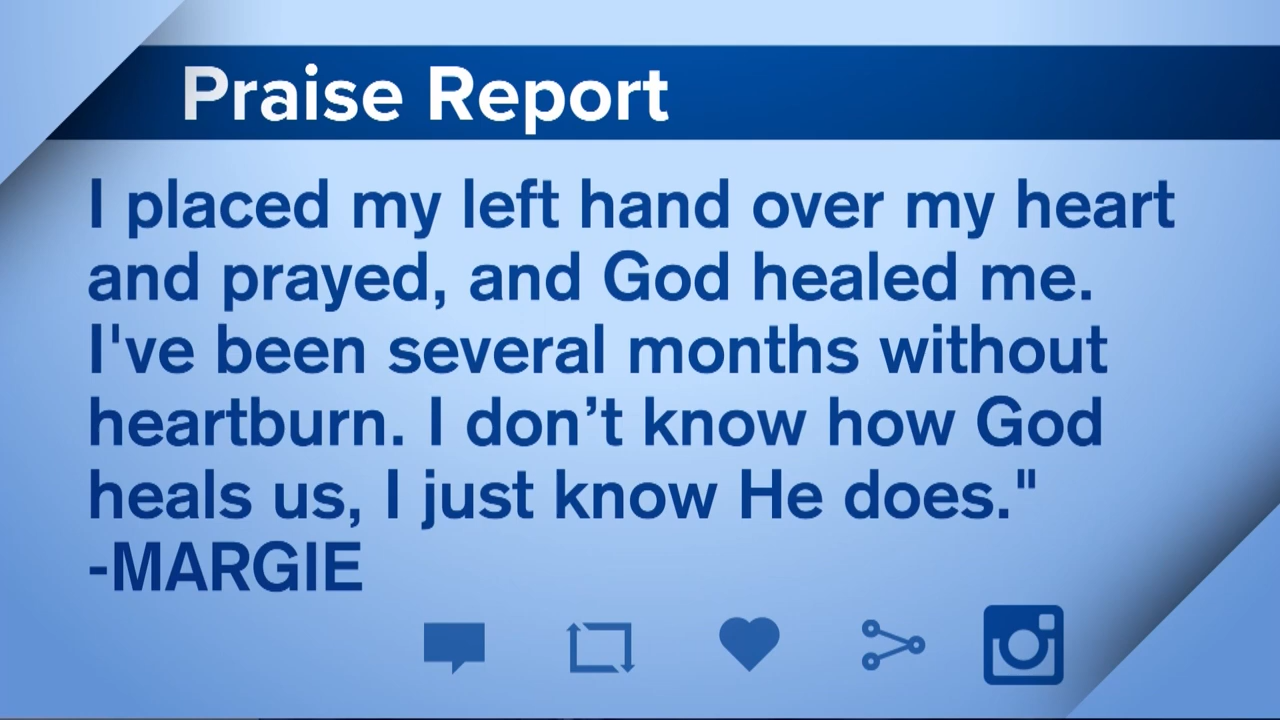 Praise Report
I placed my left hand over my heart
and prayed, and God healed me.
I've been several months without
heartburn. I don’t know how God
heals us, I just know He does."
-MARGIE